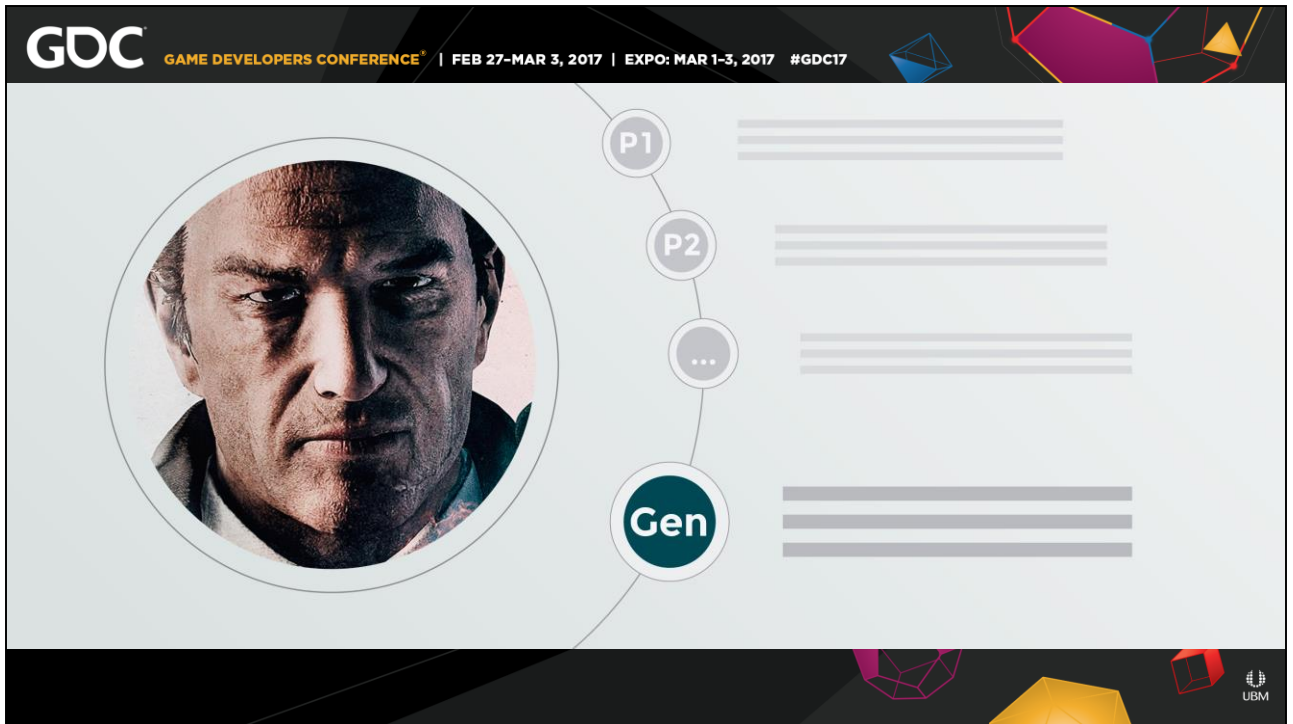 GDC
GAME DEVELOPERS CONFERENCE® | FEB 27–MAR 3, 2017 | EXPO: MAR 1–3, 2017 #GDC17
P1
P2
...
Gen
UBM